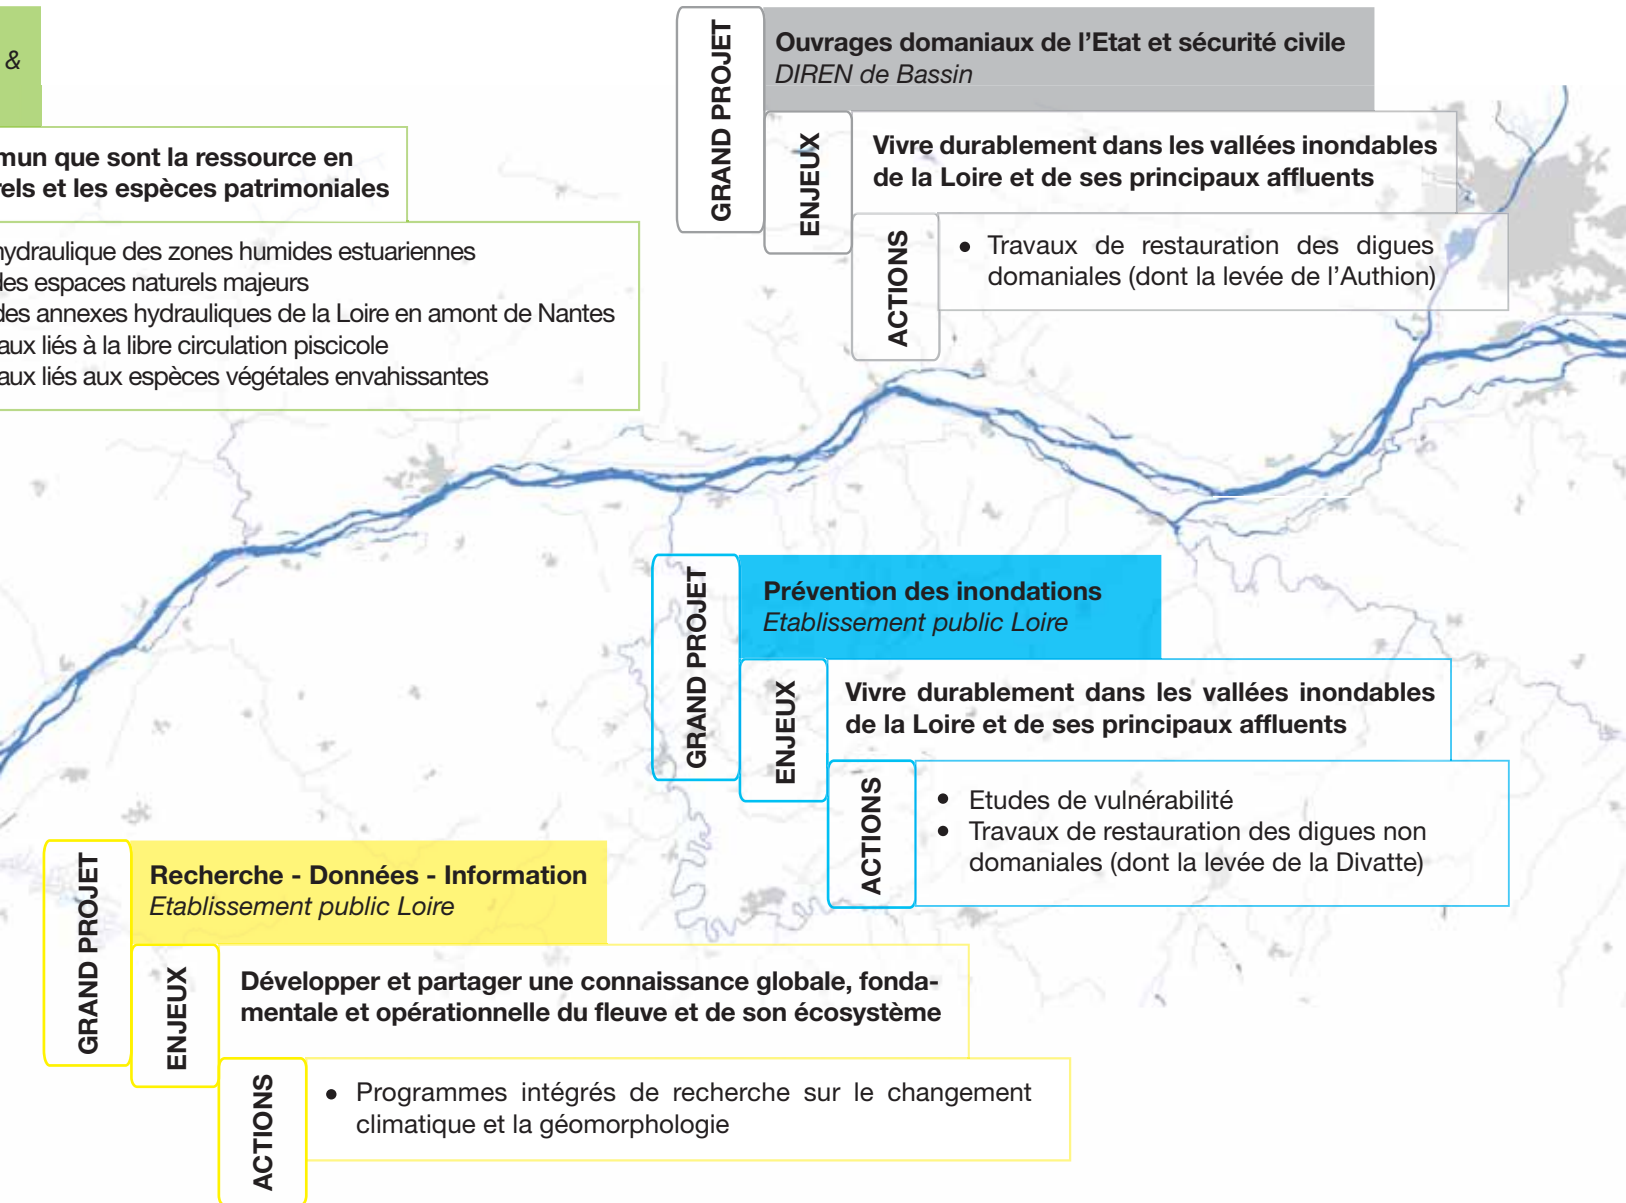 &
mun que sont la ressource en
rels et les espèces patrimoniales
hydraulique des zones humides estuariennes
des espaces naturels majeurs
des annexes hydrauliques de la Loire en amont de Nantes
aux liés à la libre circulation piscicole
aux liés aux espèces végétales envahissantes
GRAND PROJET
Ouvrages domaniaux de l'Etat et sécurité civile
DIREN de Bassin
ENJEUX
Vivre durablement dans les vallées inondables
de la Loire et de ses principaux affluents
ACTIONS
• Travaux de restauration des digues
domaniales (dont la levée de l'Authion)
GRAND PROJET
Prévention des inondations
Etablissement public Loire
ENJEUX
Vivre durablement dans les vallées inondables
de la Loire et de ses principaux affluents
ACTIONS
• Etudes de vulnérabilité
• Travaux de restauration des digues non
domaniales (dont la levée de la Divatte)
GRAND PROJET
Recherche - Données - Information
Etablissement public Loire
ENJEUX
Développer et partager une connaissance globale, fonda-
mentale et opérationnelle du fleuve et de son écosystème
ACTIONS
• Programmes intégrés de recherche sur le changement
climatique et la géomorphologie